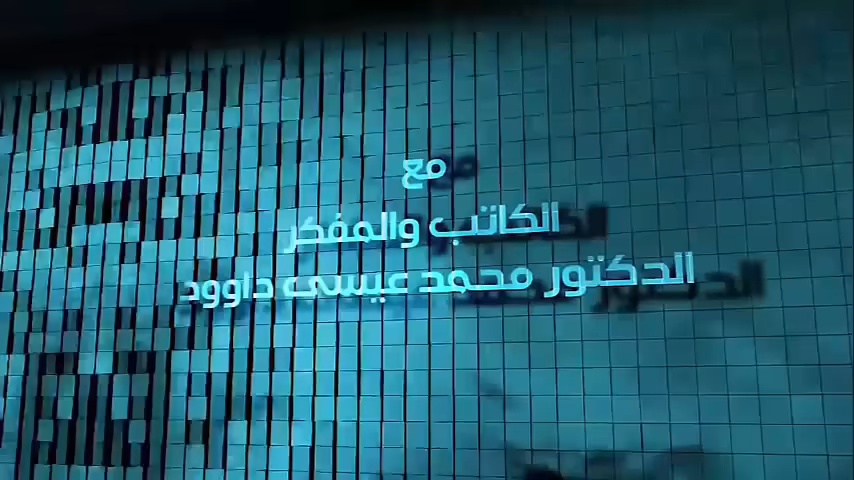 مع
الكاتب والمفكر
الدكتور محمد عيسى داوود